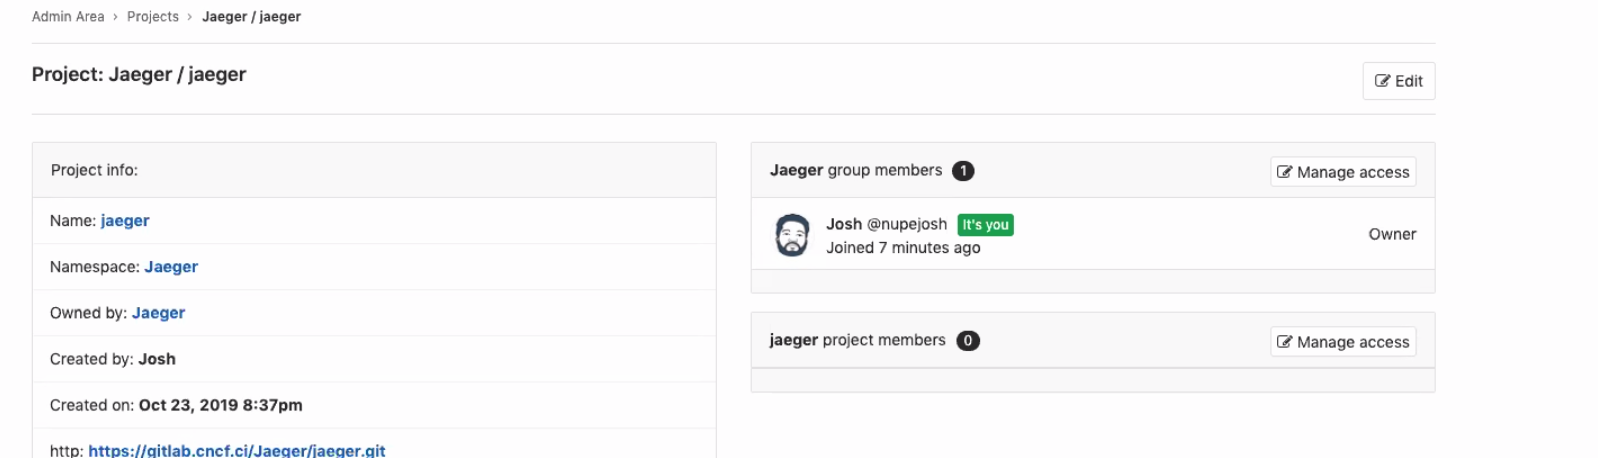 Admin Area › Projects › Jaeger / jaeger
Project: Jaeger / jaeger
Edit
Project info:
Name: jaeger
Namespace: Jaeger
Owned by: Jaeger
Created by: Josh
Created on: Oct 23, 2019 8:37pm
http: https://gitlab.cncf.ci/Jaeger/jaeger.git
Jaeger group members 1
Manage access
Josh @nupejosh It's you
Joined 7 minutes ago
Owner
jaeger project members 0
Manage access